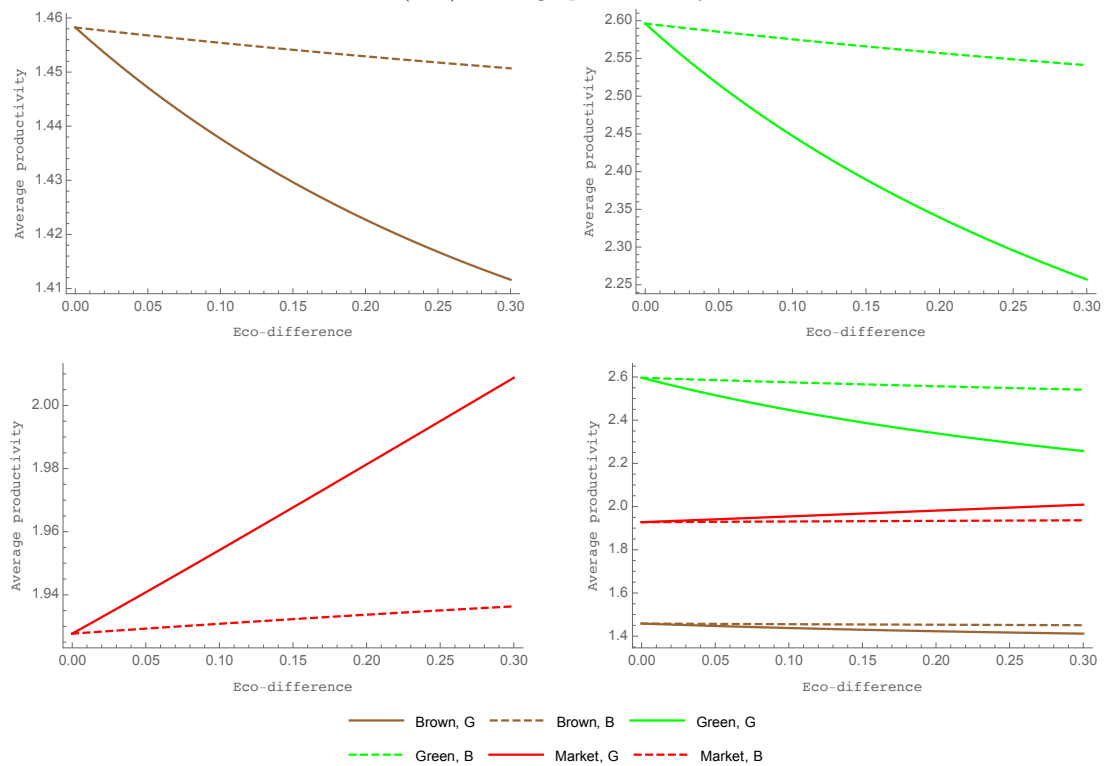 1.46
1.45
1.44
1.43
1.42
1.41
Average productivity
0.00 0.05 0.10 0.15 0.20 0.25 0.30
Eco-difference
2.60
2.55
2.50
2.45
2.40
2.35
2.30
2.25
Average productivity
0.00 0.05 0.10 0.15 0.20 0.25 0.30
Eco-difference
2.00
1.98
1.96
1.94
Average productivity
0.00 0.05 0.10 0.15 0.20 0.25 0.30
Eco-difference
2.6
2.4
2.2
2.0
1.8
1.6
1.4
Average productivity
0.00 0.05 0.10 0.15 0.20 0.25 0.30
Eco-difference
Brown, G Brown, B Green, G
Green, B Market, G Market, B